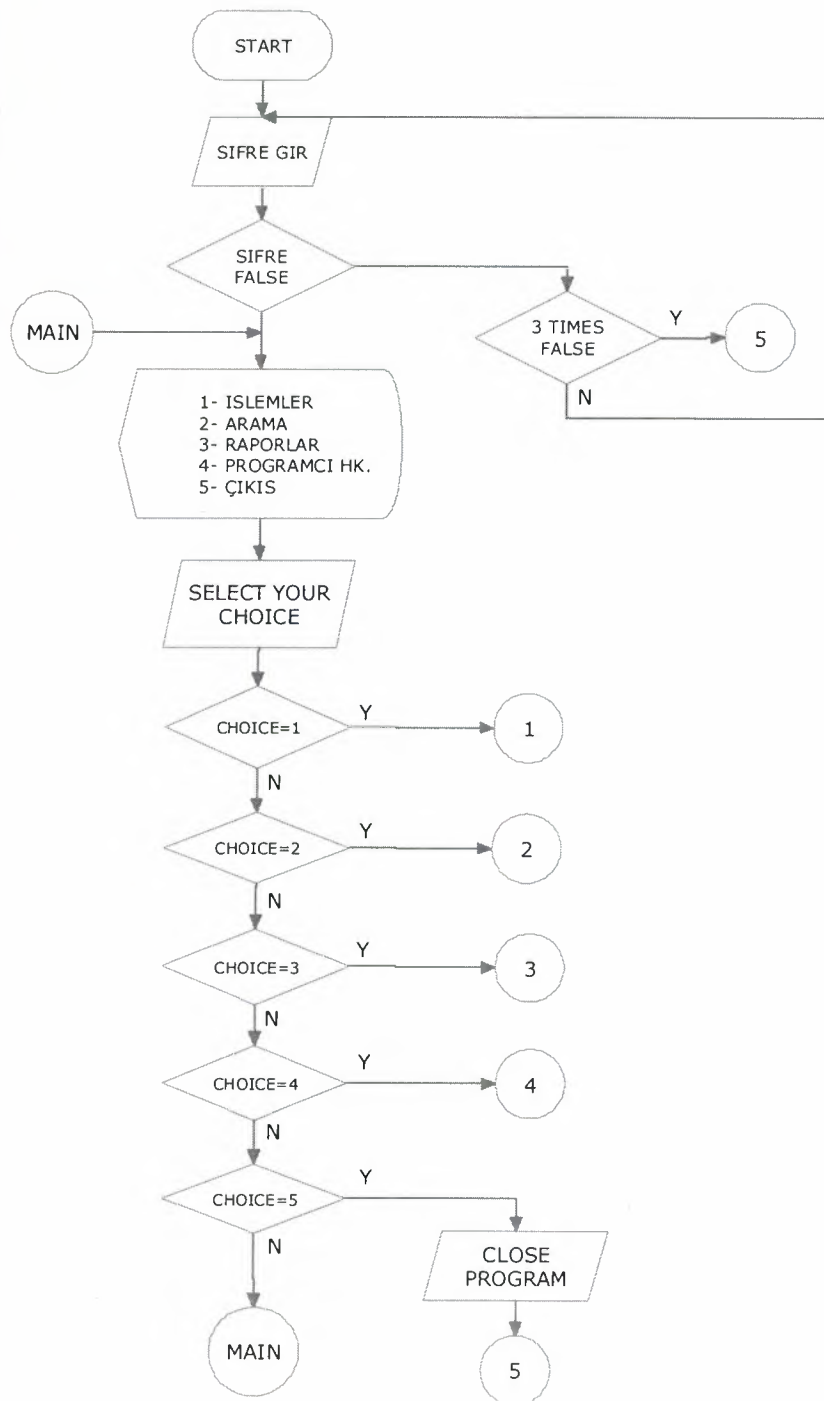 START
SIFRE GIR
SIFRE
FALSE
MAIN
3 TIMES
FALSE
Y
5
N
1- ISLEMLER
2- ARAMA
3- RAPORLAR
4- PROGRAMCI HK.
5- ÇIKIS
SELECT YOUR
CHOICE
CHOICE=1
Y
1
N
CHOICE=2
Y
2
N
CHOICE=3
Y
3
N
CHOICE=4
Y
4
N
CHOICE=5
Y
N
CLOSE
PROGRAM
MAIN
5